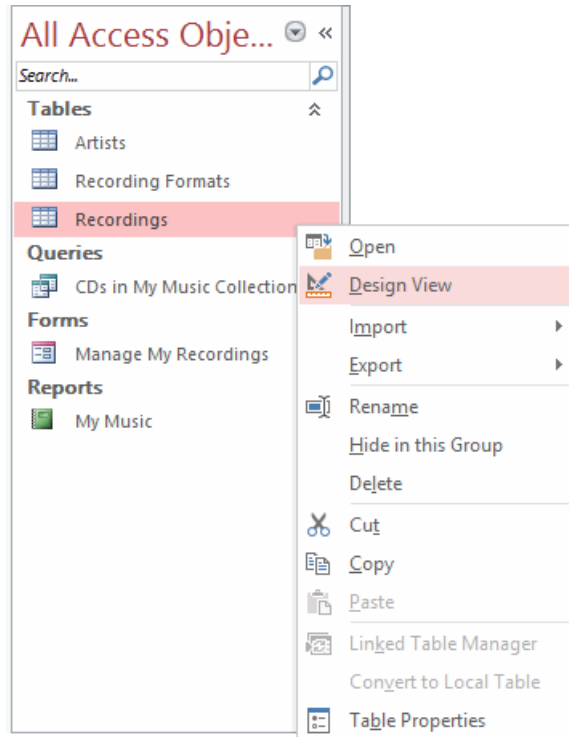 All Access Obje...
Search...
Tables
Artists
Recording Formats
Recordings
Queries
CDs in My Music Collection
Forms
Manage My Recordings
Reports
My Music
Open
Design View
Import
Export
Rename
Hide in this Group
Delete
Cut
Copy
Paste
Linked Table Manager
Convert to Local Table
Table Properties